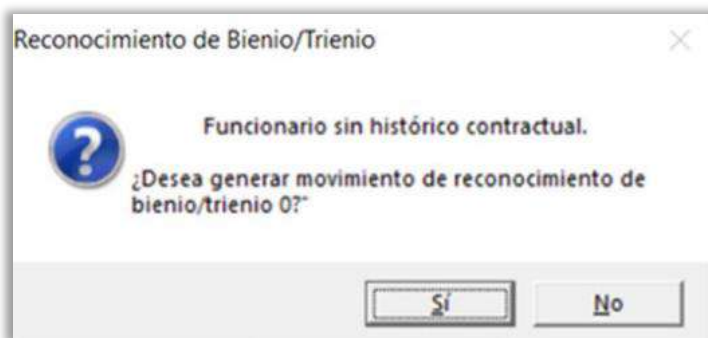 Reconocimiento de Bienio/Trienio
Funcionario sin histórico contractual.
¿Desea generar movimiento de reconocimiento de
bienio/trienio 0?"
Sí
No